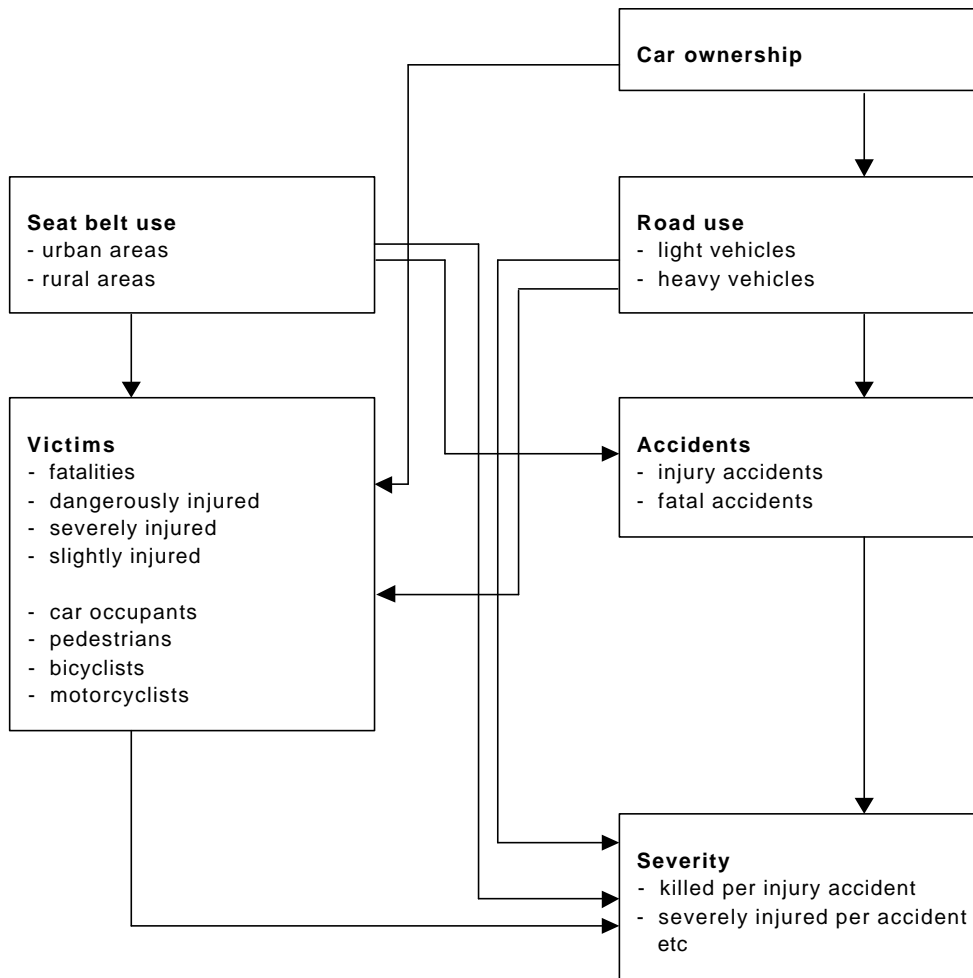 Car ownership
Seat belt use
- urban areas
- rural areas
Road use
- light vehicles
- heavy vehicles
Victims
- fatalities
- dangerously injured
- severely injured
- slightly injured
- car occupants
- pedestrians
- bicyclists
- motorcyclists
Accidents
- injury accidents
- fatal accidents
Severity
- killed per injury accident
- severely injured per accident
etc